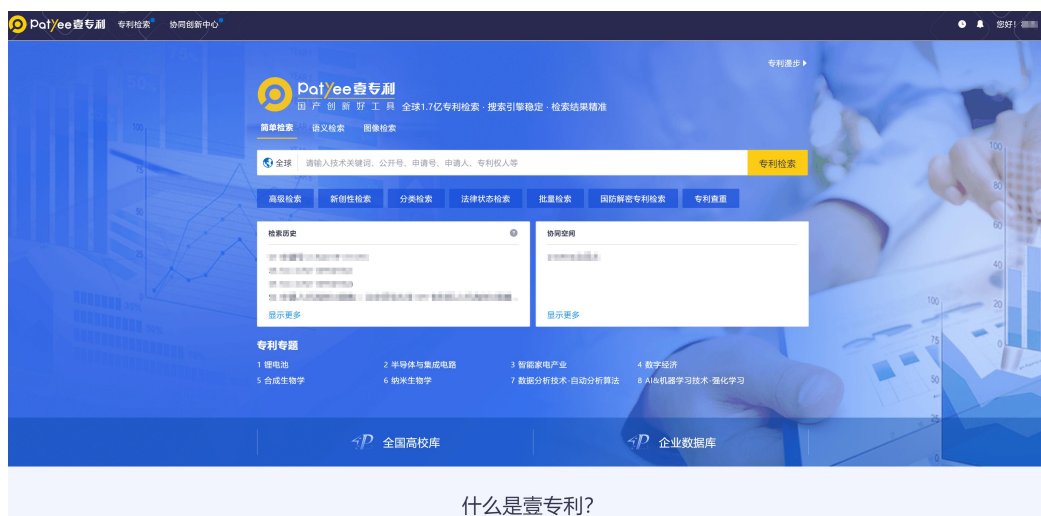 Patyee壹专利 专利检索 协同创新中心 您好!
专利漫步
Patyee壹专利
国产创新好工具 全球1.7亿专利检索 · 搜索引擎稳定 · 检索结果精准
简单检索 语义检索 图像检索
全球 请输入技术关键词、公开号、申请号、申请人、专利权人等 专利检索
高级检索 新创性检索 分类检索 法律状态检索 批量检索 国防解密专利检索 专利查重
检索历史 协同空间
显示更多 显示更多
专利专题
1 锂电池 2 半导体与集成电路 3 智能家电产业 4 数字经济
5 合成生物学 6 纳米生物学 7 数据分析技术-自动分析算法 8 AI&机器学习技术-强化学习
全国高校库 企业数据库
什么是壹专利?